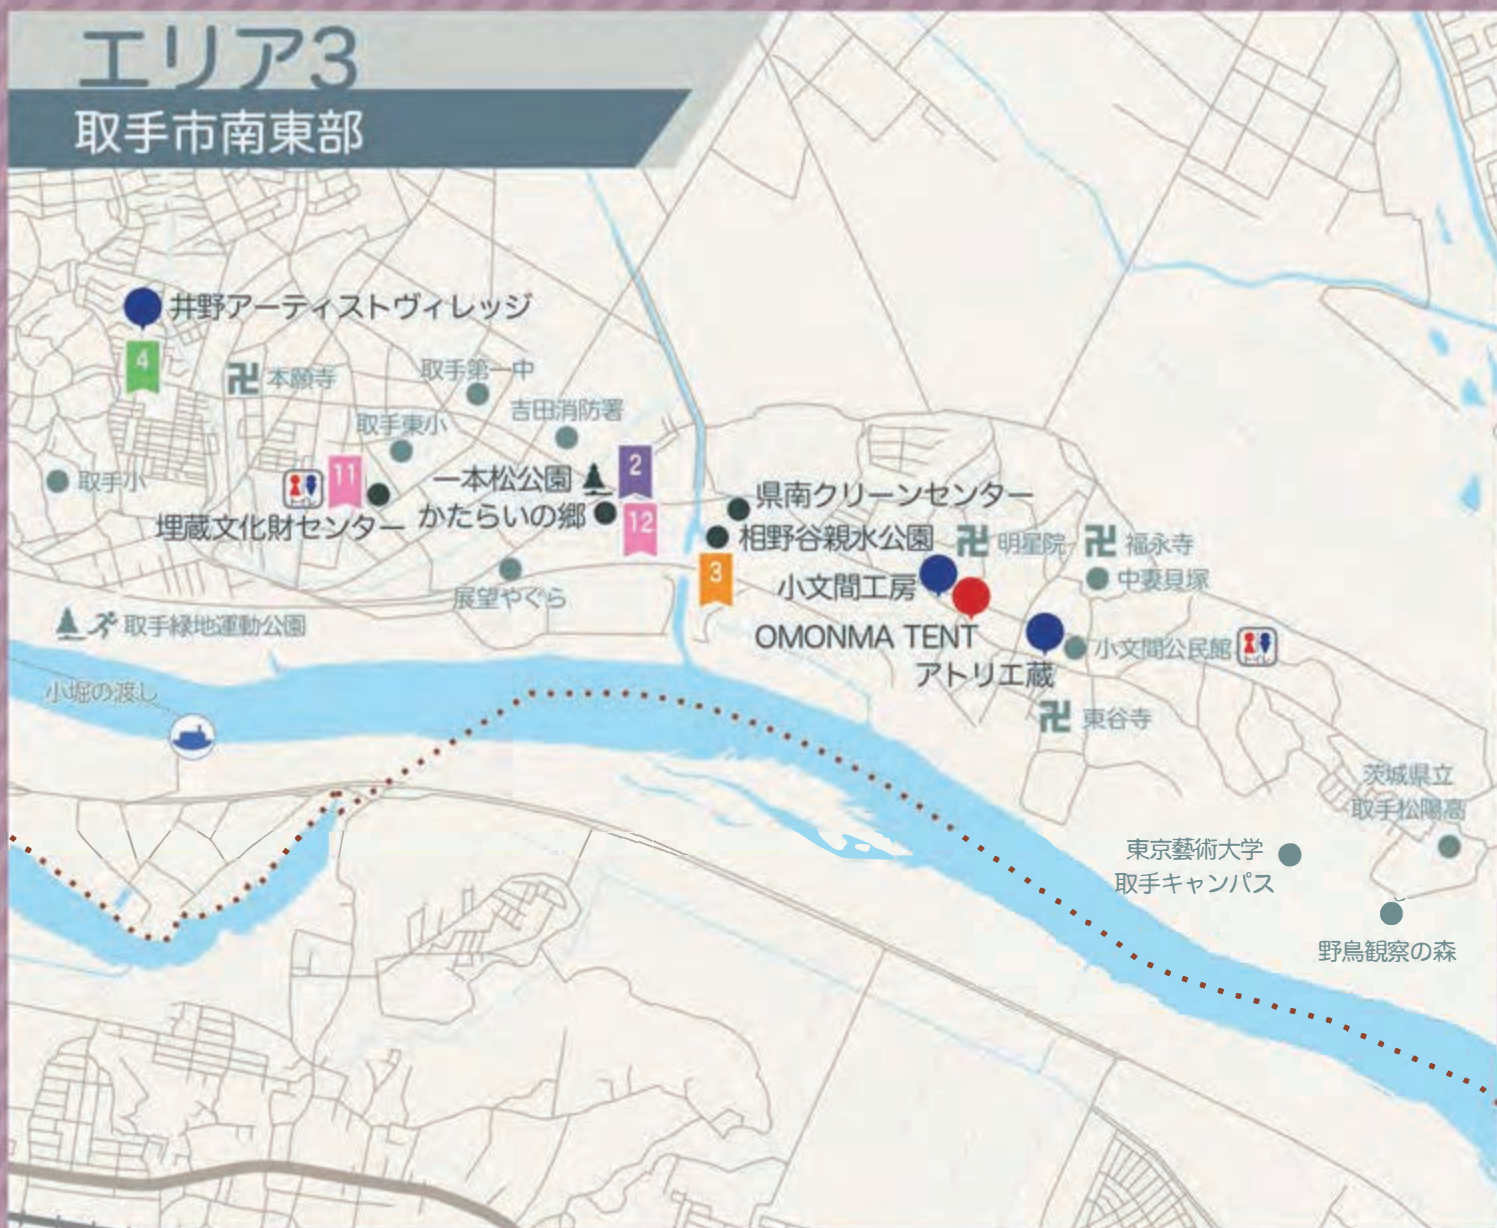 エリア3
取手市南東部
井野アーティストヴィレッジ
4
本願寺
取手第一中
吉田消防署
取手東小
取手小
11
トイレ
埋蔵文化財センター
一本松公園
2
かたらいの郷
12
県南クリーンセンター
相野谷親水公園
3
明星院
福永寺
小文間工房
中妻貝塚
展望やぐら
OMONMA TENT
取手緑地運動公園
小文間公民館
トイレ
アトリエ蔵
小堀の渡し
東谷寺
茨城県立
取手松陽高
東京藝術大学
取手キャンパス
野鳥観察の森